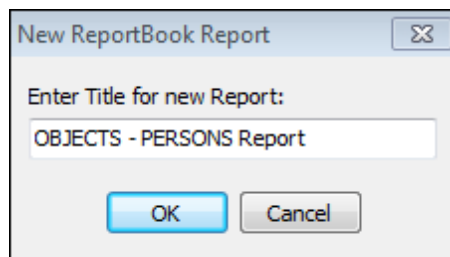 New ReportBook Report
Enter Title for new Report:
OBJECTS - PERSONS Report
OK
Cancel